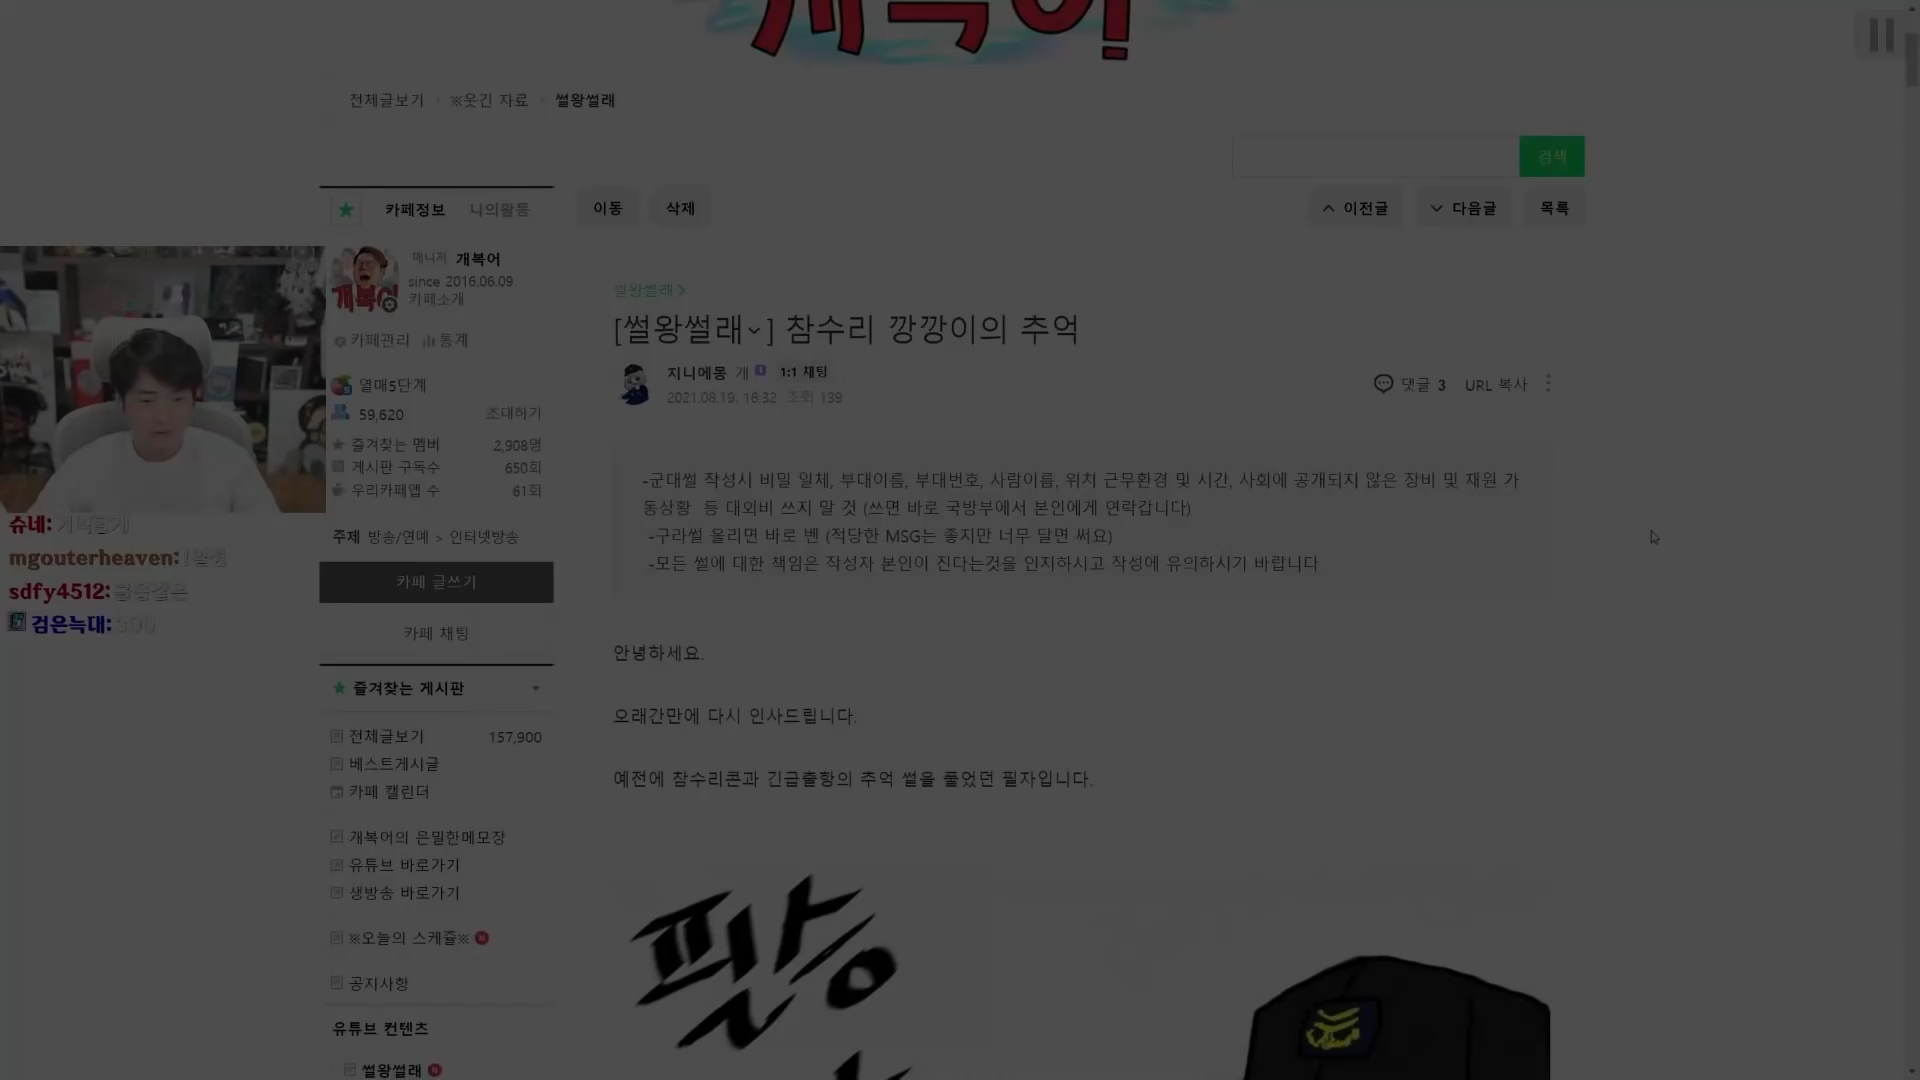 개복어!
전체글보기 › ※웃긴 자료 › 썰왕썰래
검색
카페정보 나의활동
이동 삭제
이전글 다음글 목록
매니저 개복어
since 2016.06.09.
카페소개
개복어
카페관리 통계
열매5단계
59,620 초대하기
즐겨찾는 멤버 2,908명
게시판 구독수 650회
우리카페앱 수 61회
주제 방송/연예 > 인터넷방송
카페 글쓰기
카페 채팅
즐겨찾는 게시판
전체글보기 157,900
베스트게시글
카페 캘린더
개복어의 은밀한메모장
유튜브 바로가기
생방송 바로가기
※오늘의 스케쥴※ N
공지사항
유튜브 컨텐츠
썰왕썰래 N
슈네:
mgouterheaven:
sdfy4512:
검은늑대:
썰왕썰래 >
[썰왕썰래˘] 참수리 깡깡이의 추억
지니에몽 개 1:1 채팅
2021.08.19. 16:32 조회 139
댓글 3 URL 복사
-군대썰 작성시 비밀 일체, 부대이름, 부대번호, 사람이름, 위치 근무환경 및 시간, 사회에 공개되지 않은 장비 및 재원 가
동상황 등 대외비 쓰지 말 것 (쓰면 바로 국방부에서 본인에게 연락갑니다)
-구라썰 올리면 바로 벤 (적당한 MSG는 좋지만 너무 달면 써요)
-모든 썰에 대한 책임은 작성자 본인이 진다는것을 인지하시고 작성에 유의하시기 바랍니다
안녕하세요.
오래간만에 다시 인사드립니다.
예전에 참수리콘과 긴급출항의 추억 썰을 풀었던 필자입니다.
필승